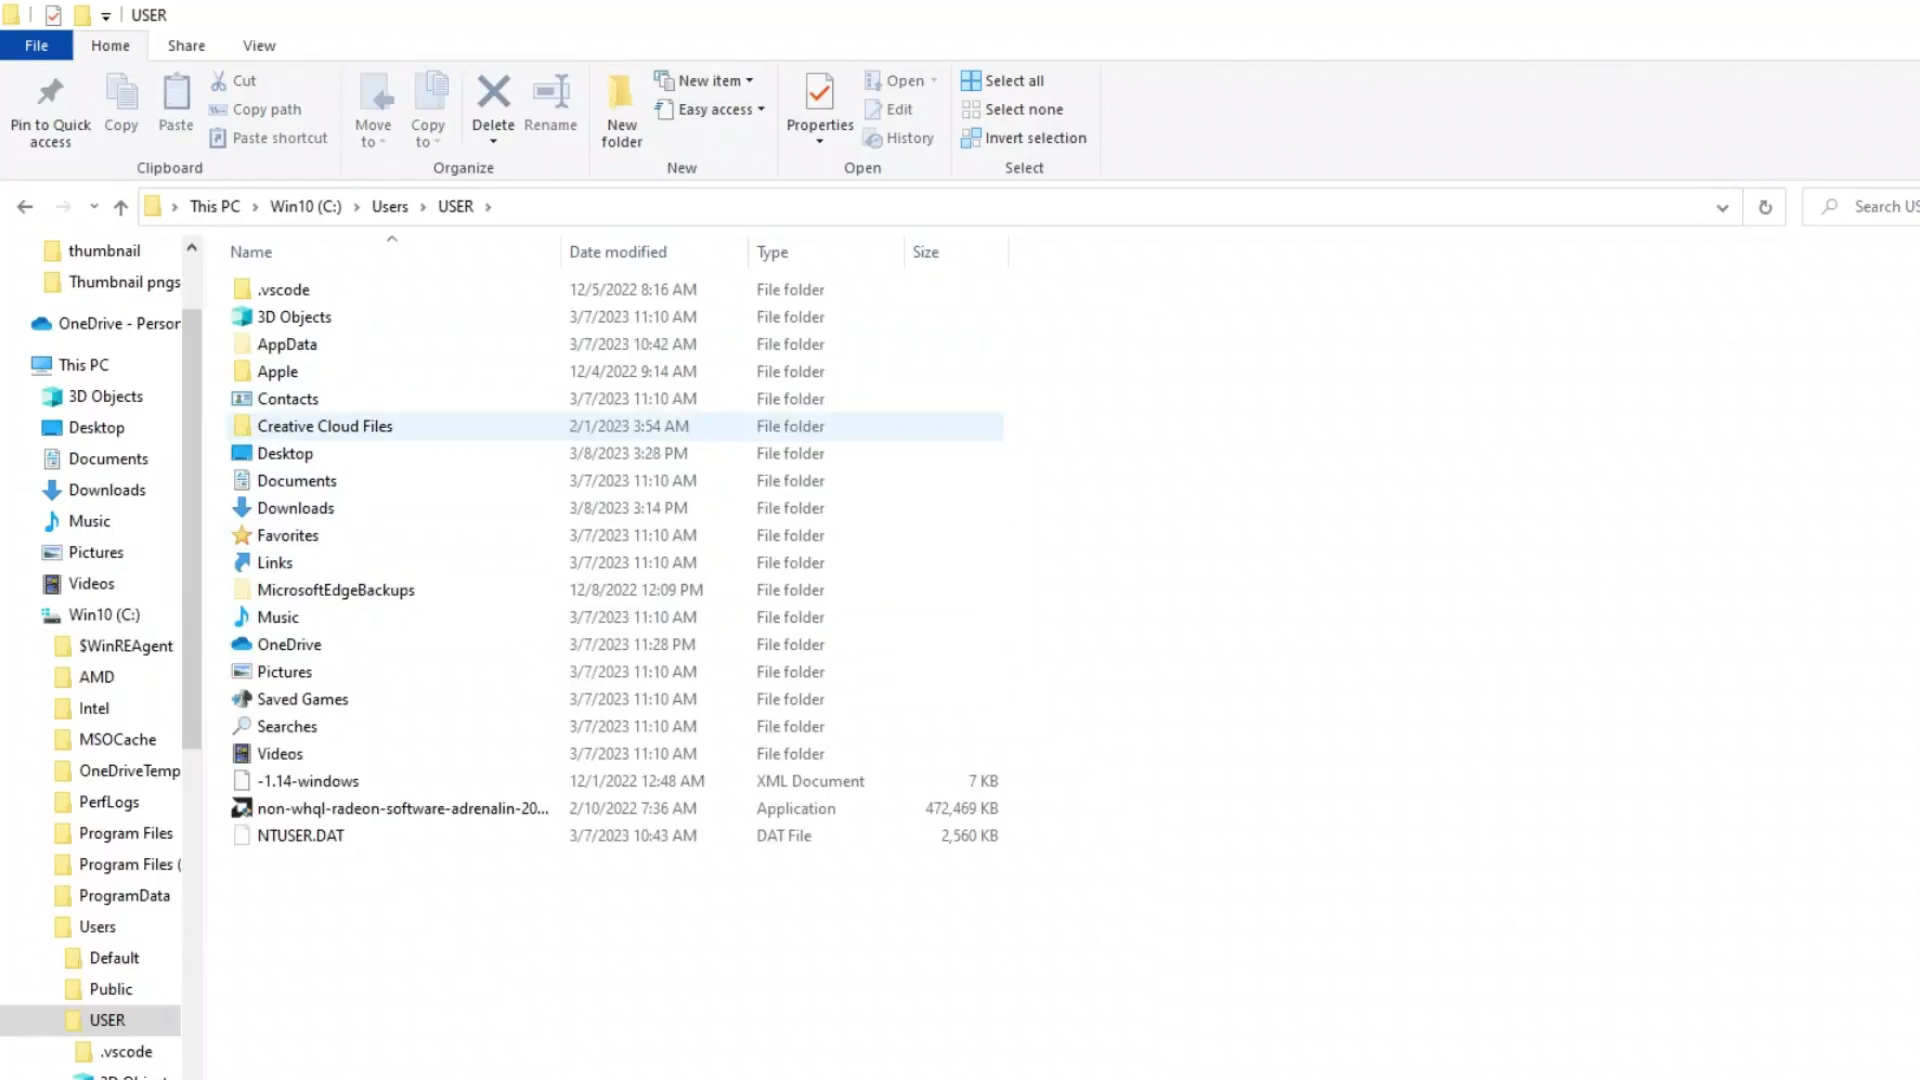 USER
File Home Share View
Pin to Quick access
Copy
Paste
Cut
Copy path
Paste shortcut
Clipboard
Move to
Copy to
Delete
Rename
Organize
New folder
New item
Easy access
New
Properties
Open
Edit
History
Open
Select all
Select none
Invert selection
Select
This PC > Win10 (C:) > Users > USER >
Search US
thumbnail
Thumbnail pngs
OneDrive - Person
This PC
3D Objects
Desktop
Documents
Downloads
Music
Pictures
Videos
Win10 (C:)
$WinREAgent
AMD
Intel
MSOCache
OneDriveTemp
PerfLogs
Program Files
Program Files (
ProgramData
Users
Default
Public
USER
.vscode
Name Date modified Type Size
.vscode 12/5/2022 8:16 AM File folder
3D Objects 3/7/2023 11:10 AM File folder
AppData 3/7/2023 10:42 AM File folder
Apple 12/4/2022 9:14 AM File folder
Contacts 3/7/2023 11:10 AM File folder
Creative Cloud Files 2/1/2023 3:54 AM File folder
Desktop 3/8/2023 3:28 PM File folder
Documents 3/7/2023 11:10 AM File folder
Downloads 3/8/2023 3:14 PM File folder
Favorites 3/7/2023 11:10 AM File folder
Links 3/7/2023 11:10 AM File folder
MicrosoftEdgeBackups 12/8/2022 12:09 PM File folder
Music 3/7/2023 11:10 AM File folder
OneDrive 3/7/2023 11:28 PM File folder
Pictures 3/7/2023 11:10 AM File folder
Saved Games 3/7/2023 11:10 AM File folder
Searches 3/7/2023 11:10 AM File folder
Videos 3/7/2023 11:10 AM File folder
-1.14-windows 12/1/2022 12:48 AM XML Document 7 KB
non-whql-radeon-software-adrenalin-20... 2/10/2022 7:36 AM Application 472,469 KB
NTUSER.DAT 3/7/2023 10:43 AM DAT File 2,560 KB